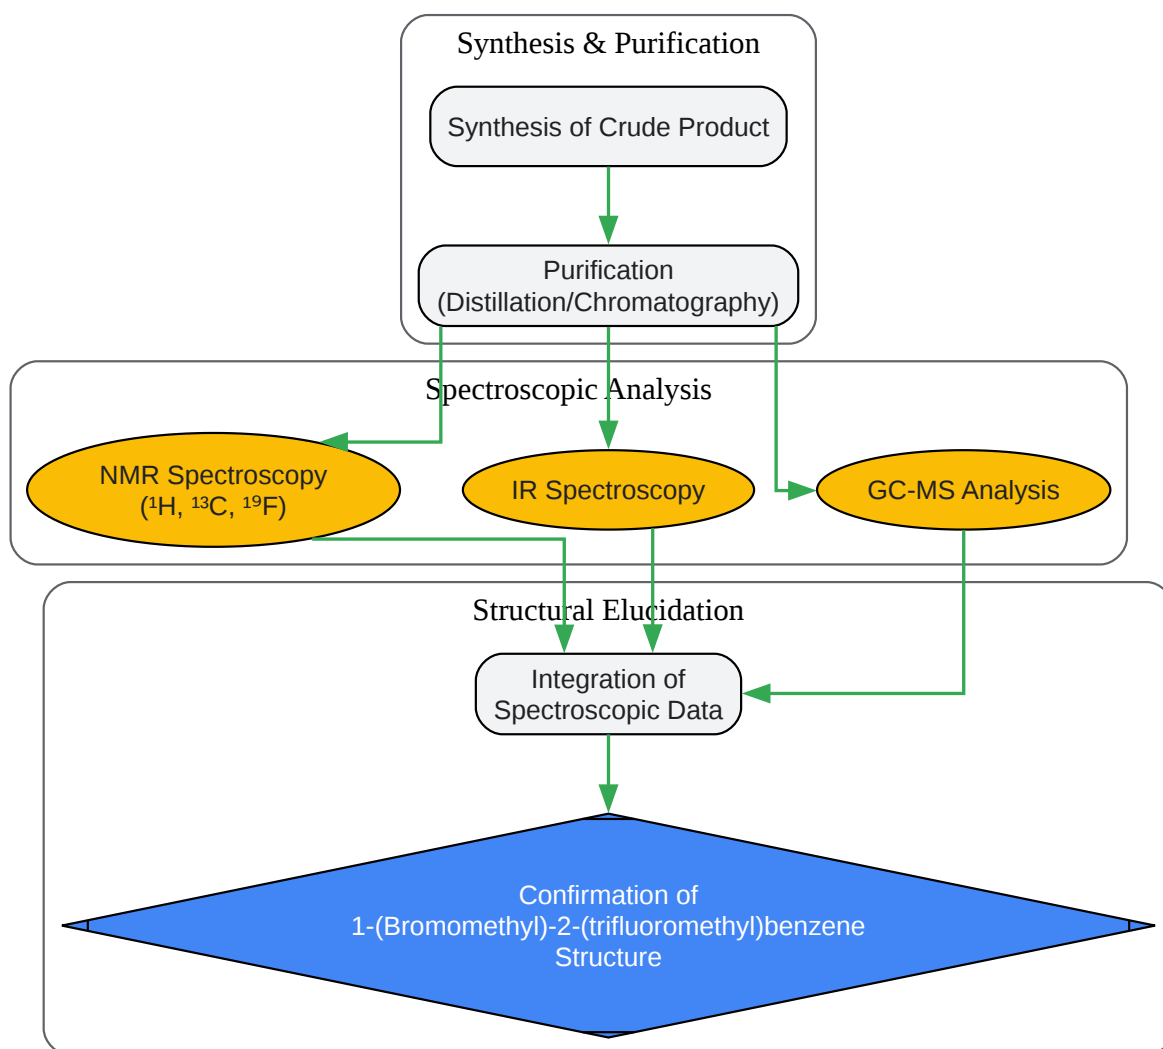 Synthesis & Purification
Synthesis of Crude Product
Purification
(Distillation/Chromatography)
Spectroscopic Analysis
NMR Spectroscopy
(¹H, ¹³C, ¹⁹F)
IR Spectroscopy
GC-MS Analysis
Structural Elucidation
Integration of
Spectroscopic Data
Confirmation of
1-(Bromomethyl)-2-(trifluoromethyl)benzene
Structure